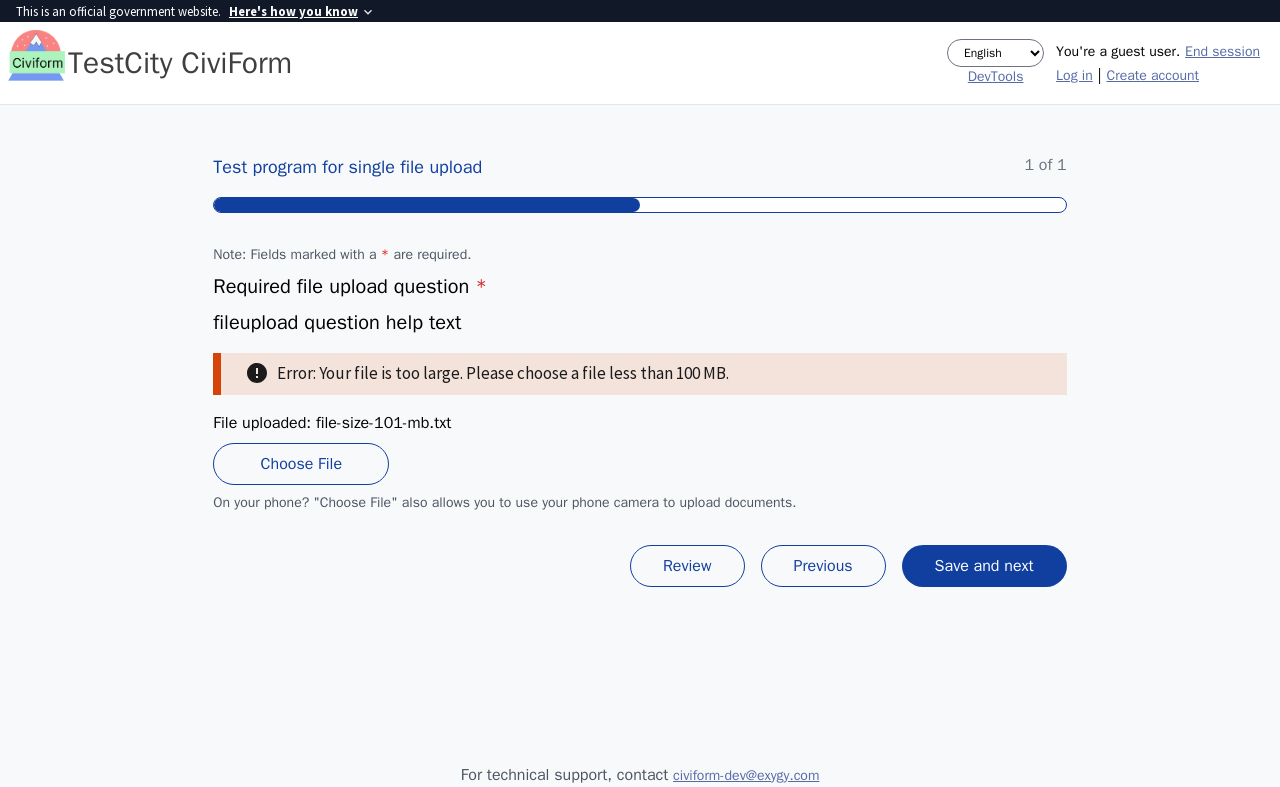 This is an official government website. Here's how you know
Civiform
TestCity CiviForm
English
DevTools
You're a guest user. End session
Log in | Create account
Test program for single file upload
1 of 1
Note: Fields marked with a * are required.
Required file upload question *
fileupload question help text
Error: Your file is too large. Please choose a file less than 100 MB.
File uploaded: file-size-101-mb.txt
Choose File
On your phone? "Choose File" also allows you to use your phone camera to upload documents.
Review
Previous
Save and next
For technical support, contact civiform-dev@exygy.com